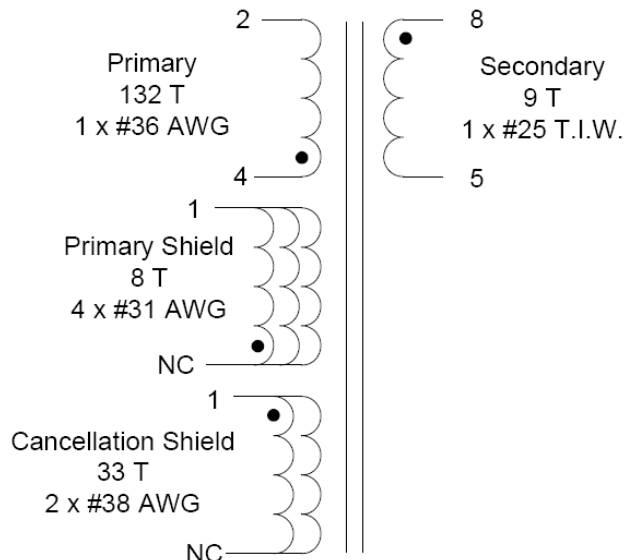 2
Primary
132 T
1 x #36 AWG
4
8
Secondary
9 T
1 x #25 T.I.W.
5
1
Primary Shield
8 T
4 x #31 AWG
NC
1
Cancellation Shield
33 T
2 x #38 AWG
NC